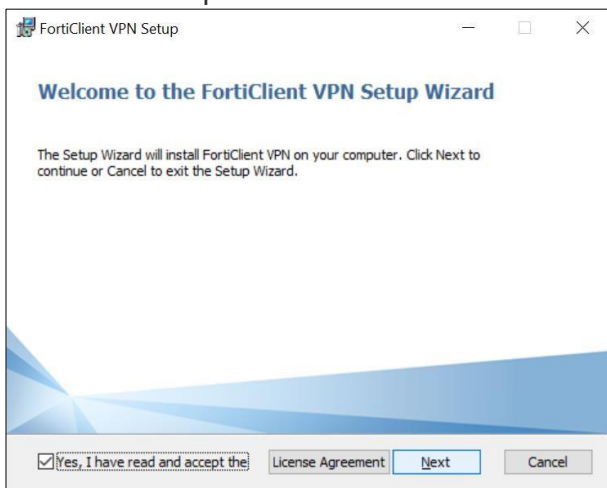 FortiClient VPN Setup
Welcome to the FortiClient VPN Setup Wizard
The Setup Wizard will install FortiClient VPN on your computer. Click Next to
continue or Cancel to exit the Setup Wizard.
Yes, I have read and accept the License Agreement Next Cancel